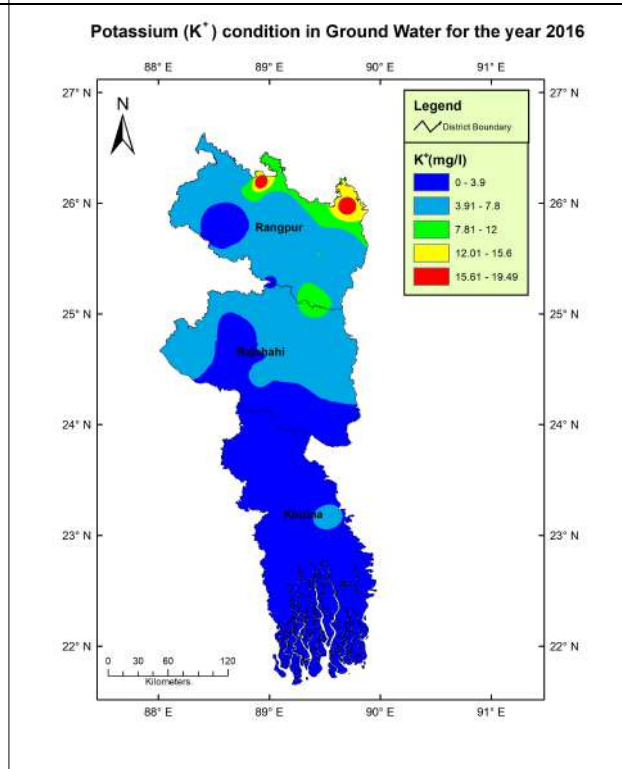 Potassium (K⁺) condition in Ground Water for the year 2016
88° E 89° E 90° E 91° E
27° N 27° N
N
Legend
District Boundary
K⁺(mg/l)
0 - 3.9
3.91 - 7.8
7.81 - 12
12.01 - 15.6
15.61 - 19.49
26° N 26° N
Rangpur
25° N 25° N
Rajshahi
24° N 24° N
Khulna
23° N 23° N
22° N 22° N
0 30 60 120
Kilometers
88° E 89° E 90° E 91° E